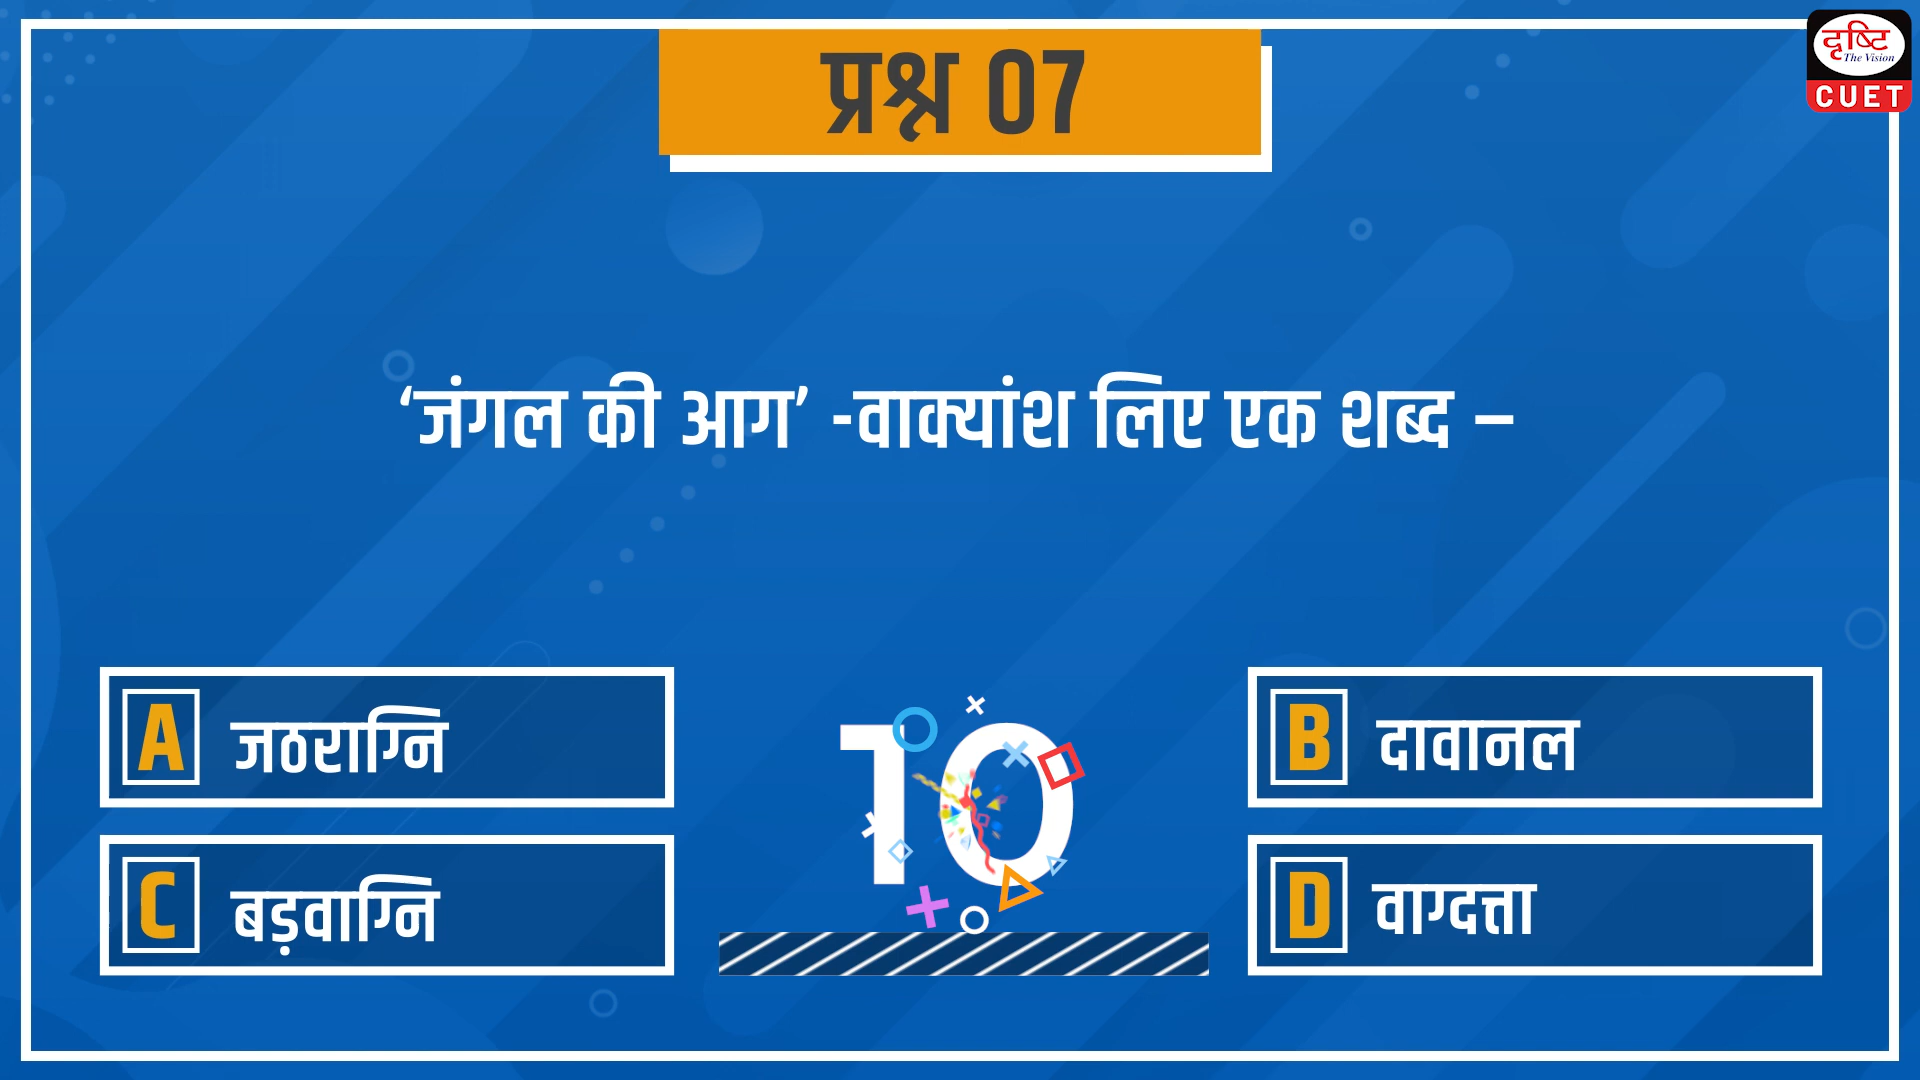 दृष्टि
The Vision
CUET
प्रश्न 07
‘जंगल की आग’ -वाक्यांश लिए एक शब्द –
A जठराग्नि
B दावानल
C बड़वाग्नि
D वाग्दत्ता
10